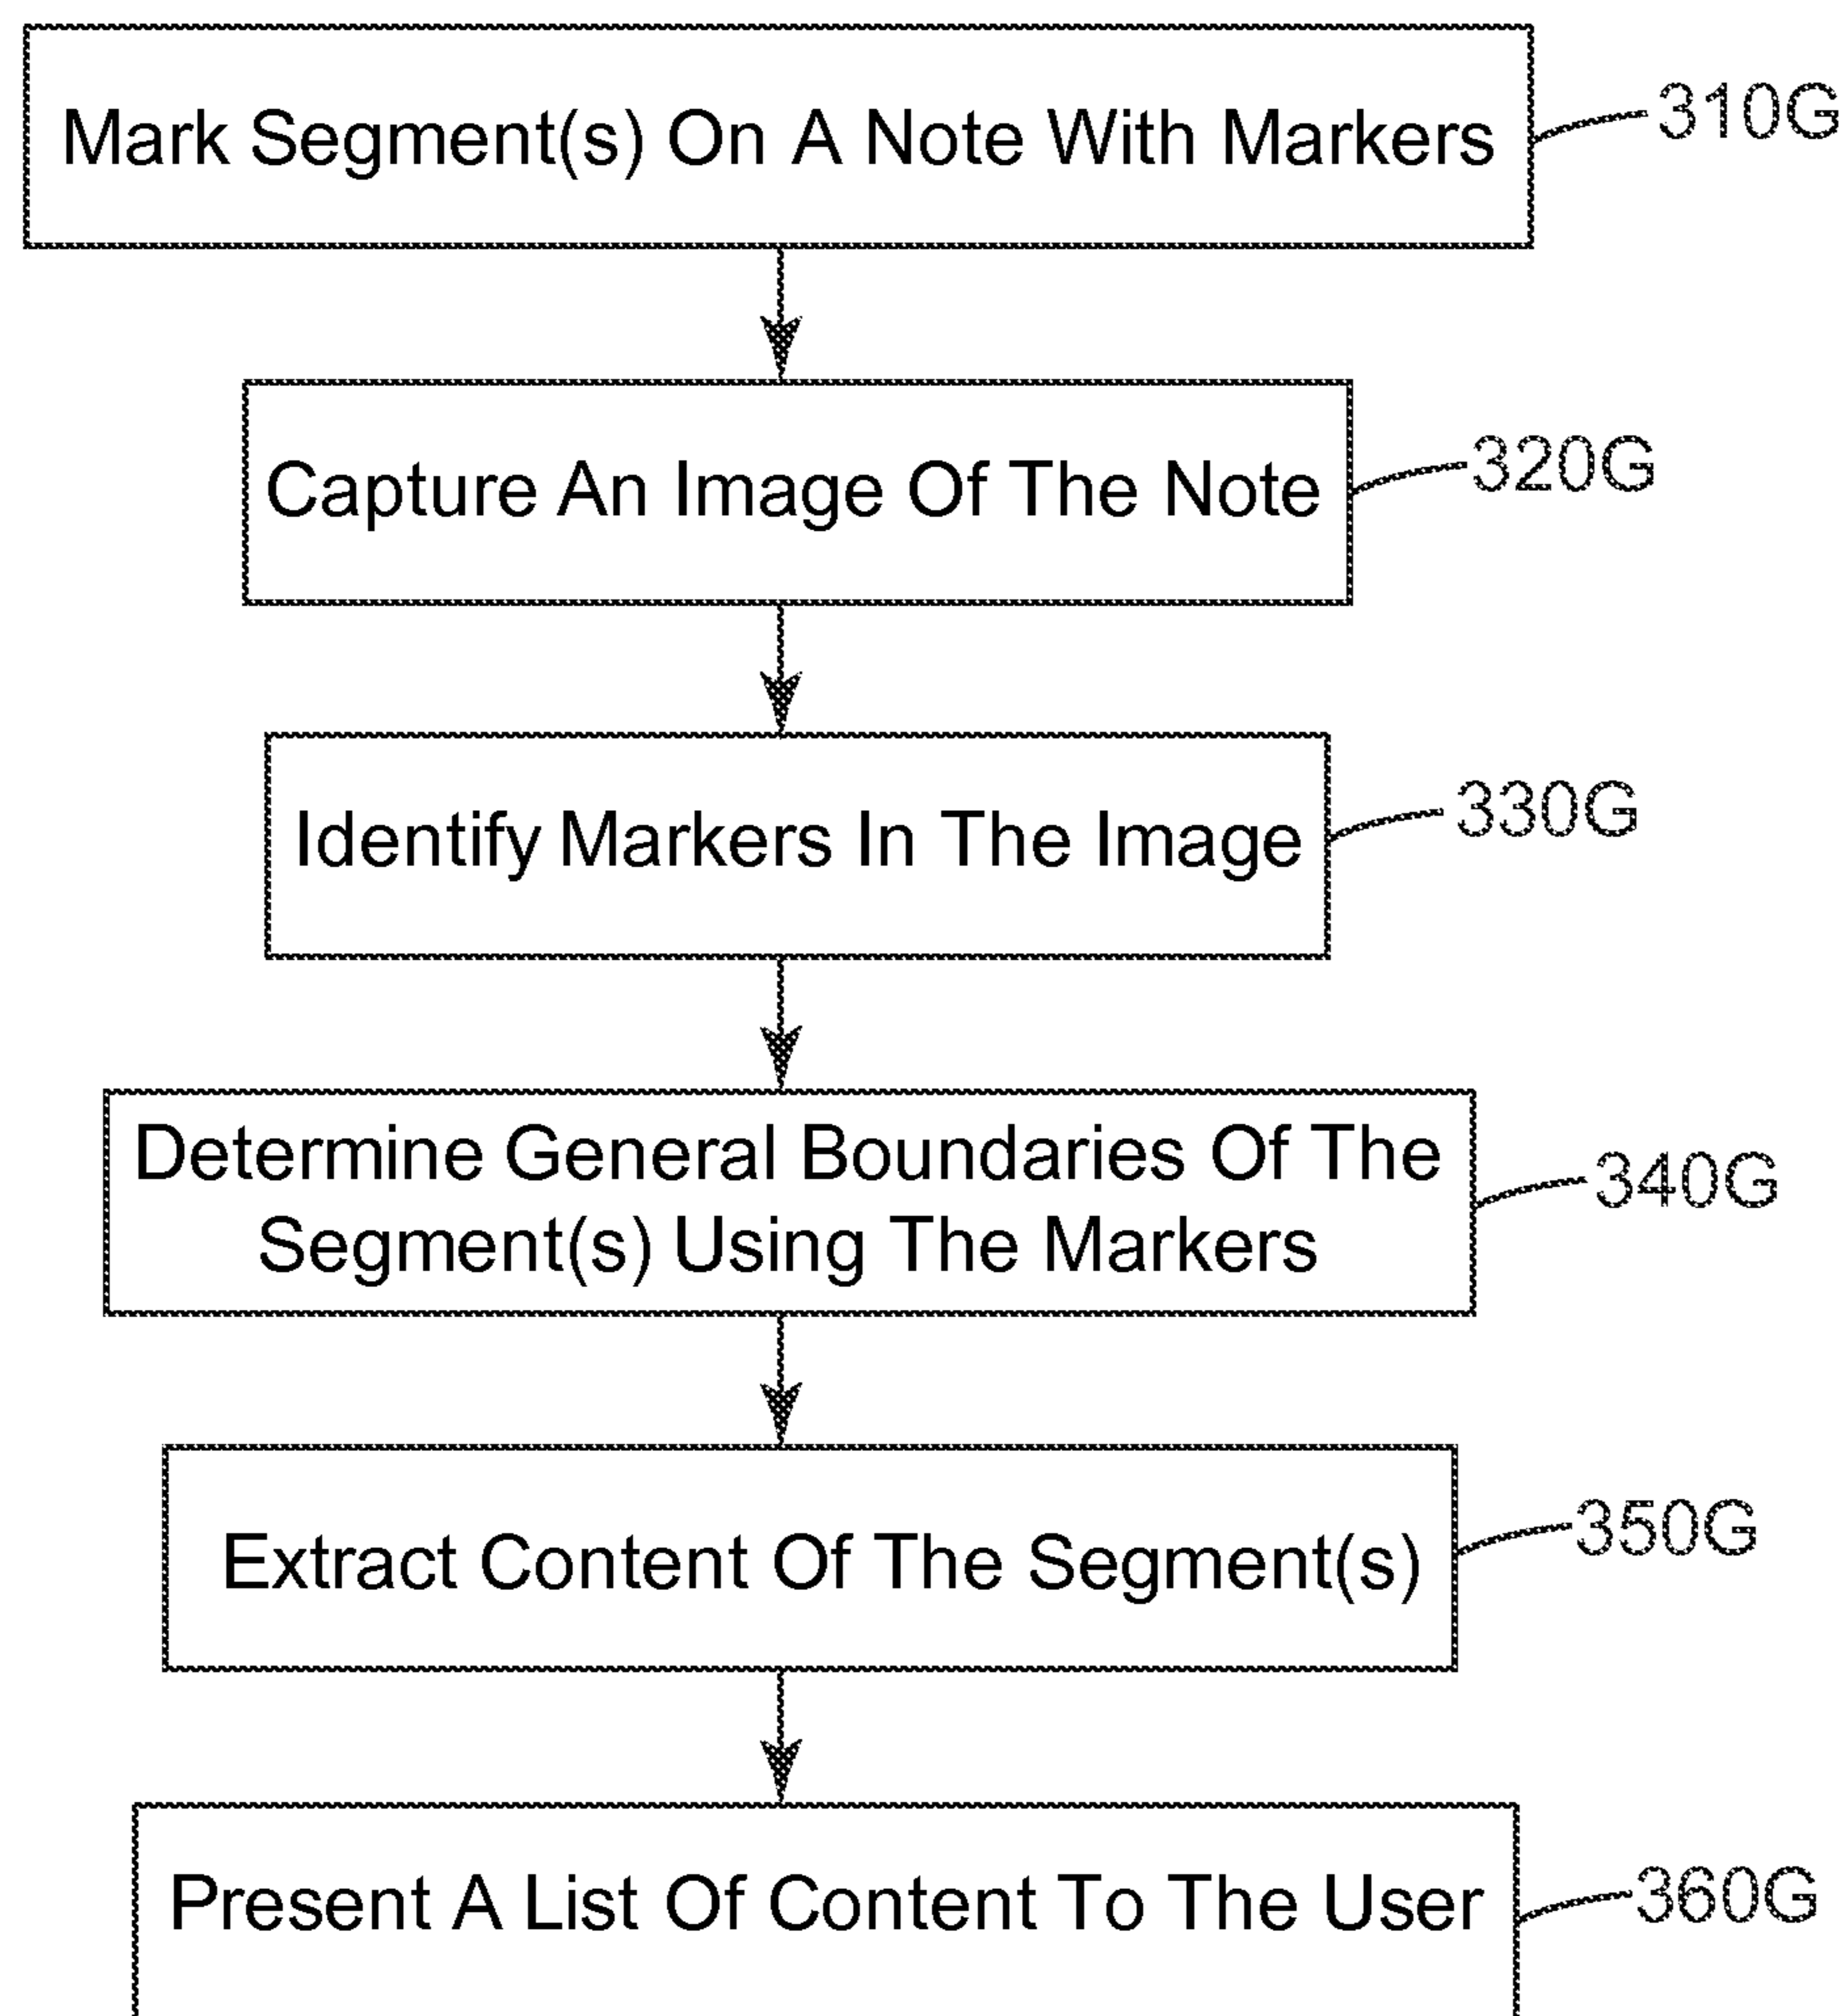 Mark Segment(s) On A Note With Markers
310G
Capture An Image Of The Note
320G
Identify Markers In The Image
330G
Determine General Boundaries Of The
Segment(s) Using The Markers
340G
Extract Content Of The Segment(s)
350G
Present A List Of Content To The User
360G